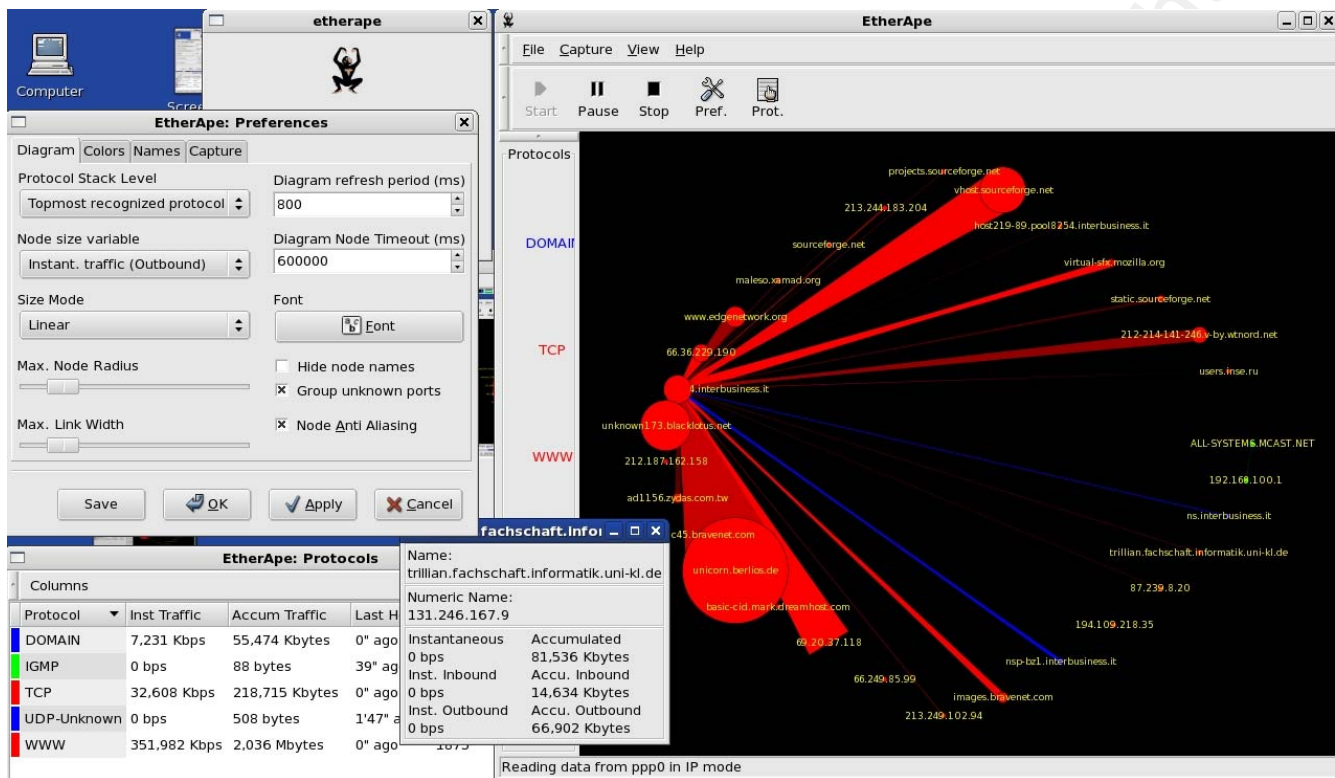 etherape
EtherApe
Computer
File Capture View Help
Start Pause Stop Pref. Prot.
EtherApe: Preferences
Diagram Colors Names Capture
Protocol Stack Level
Topmost recognized protocol
Diagram refresh period (ms)
800
Node size variable
Instant. traffic (Outbound)
Diagram Node Timeout (ms)
600000
Size Mode
Linear
Font
Font
Max. Node Radius
Hide node names
Group unknown ports
Max. Link Width
Node Anti Aliasing
Save OK Apply Cancel
Protocols
TCP
WWW
projects.sourceforge.net
vhost.sourceforge.net
213.244.183.204
host219-89.pool8254.interbusiness.it
sourceforge.net
virtual-sfx.mozilla.org
maleso.xamad.org
static.sourceforge.net
www.edgenetwork.org
212-214-141-246.v-by.wtnord.net
66.36.229.190
users.inse.ru
4.interbusiness.it
unknown173.blacklotus.net
ALL-SYSTEMS.MCAST.NET
212.187.162.158
192.168.100.1
ad1156.zydas.com.tw
ns.interbusiness.it
c45.bravenet.com
trillian.fachschaft.informatik.uni-kl.de
unicorn.berlios.de
87.239.8.20
basic-cid.mark.dreamhost.com
194.109.218.35
69.20.37.118
nsp-bz1.interbusiness.it
66.249.85.99
images.bravenet.com
213.249.102.94
Reading data from ppp0 in IP mode
EtherApe: Protocols
Columns
Protocol Inst Traffic Accum Traffic Last H
DOMAIN 7,231 Kbps 55,474 Kbytes 0" ago
IGMP 0 bps 88 bytes 39" ag
TCP 32,608 Kbps 218,715 Kbytes 0" ago
UDP-Unknown 0 bps 508 bytes 1'47" a
WWW 351,982 Kbps 2,036 Mbytes 0" ago
Name:
trillian.fachschaft.informatik.uni-kl.de
Numeric Name:
131.246.167.9
Instantaneous Accumulated
0 bps 81,536 Kbytes
Inst. Inbound Accu. Inbound
0 bps 14,634 Kbytes
Inst. Outbound Accu. Outbound
0 bps 66,902 Kbytes